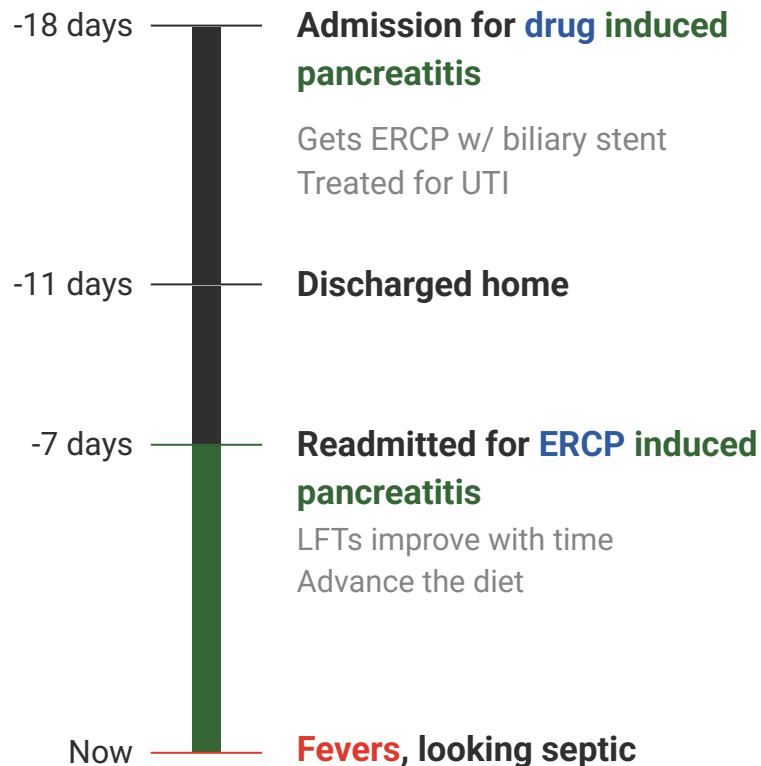 -18 days
Admission for drug induced
pancreatitis
Gets ERCP w/ biliary stent
Treated for UTI
-11 days
Discharged home
-7 days
Readmitted for ERCP induced
pancreatitis
LFTs improve with time
Advance the diet
Now
Fevers, looking septic